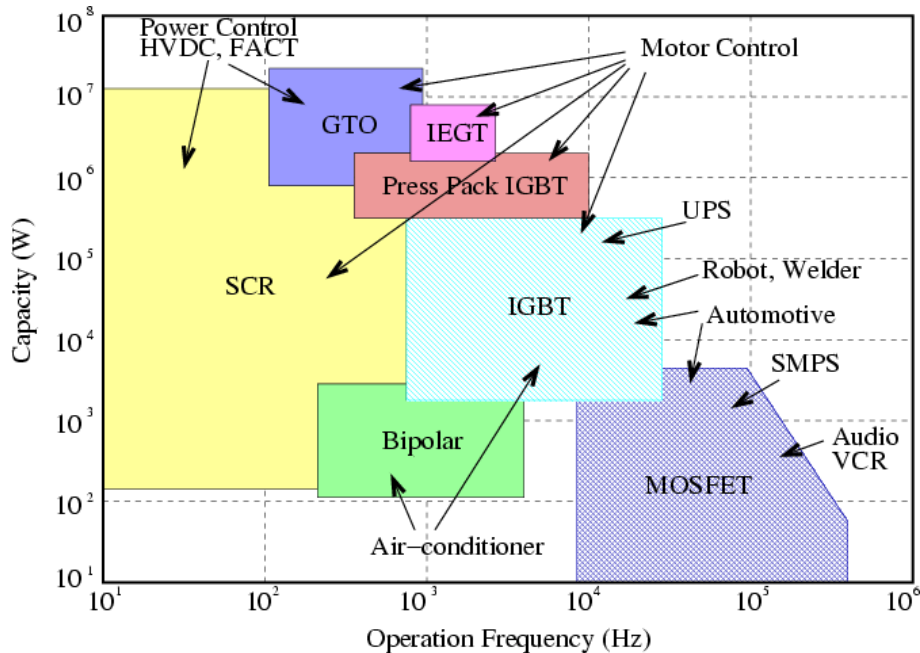 10^8
10^7
10^6
10^5
10^4
10^3
10^2
10^1
Capacity (W)
Power Control
HVDC, FACT
Motor Control
GTO
IEGT
Press Pack IGBT
UPS
SCR
IGBT
Robot, Welder
Automotive
SMPS
Bipolar
Audio
VCR
MOSFET
Air−conditioner
10^1 10^2 10^3 10^4 10^5 10^6
Operation Frequency (Hz)